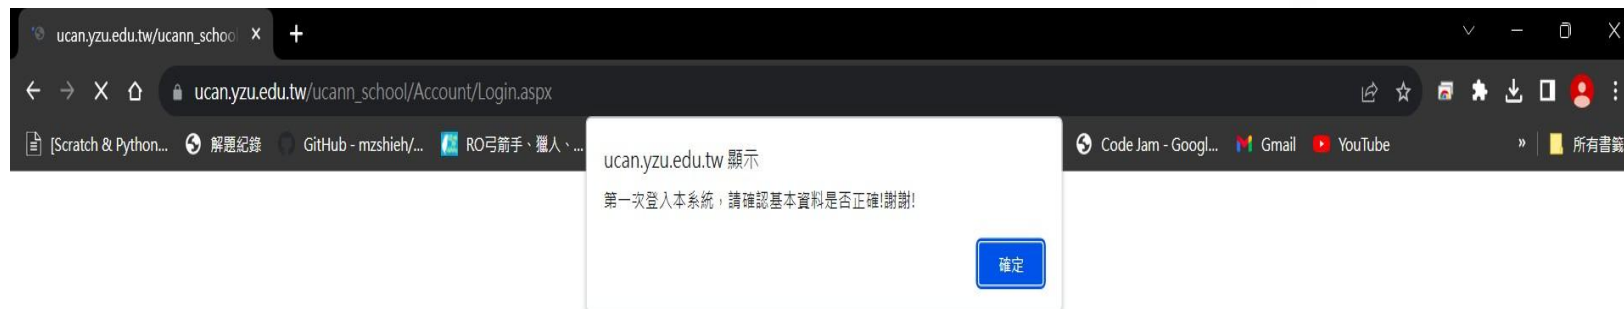 ucan.yzu.edu.tw/ucann_school
ucan.yzu.edu.tw/ucann_school/Account/Login.aspx
[Scratch & Python... 解題紀錄 GitHub - mzshieh/... RO弓箭手、獵人、... Code Jam - Googl... Gmail YouTube » 所有書籤
ucan.yzu.edu.tw 顯示
第一次登入本系統，請確認基本資料是否正確!謝謝!
確定